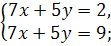 7x + 5y = 2,
7x + 5y = 9;